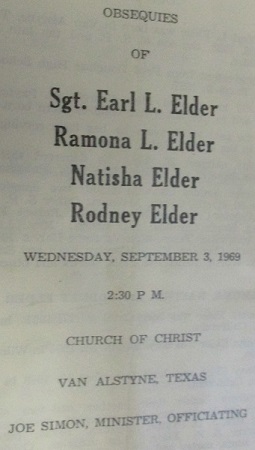 OBSEQUIES
OF
Sgt. Earl L. Elder
Ramona L. Elder
Natisha Elder
Rodney Elder
WEDNESDAY, SEPTEMBER 3, 1969
2:30 P M.
CHURCH OF CHRIST
VAN ALSTYNE, TEXAS
JOE SIMON, MINISTER, OFFICIATING